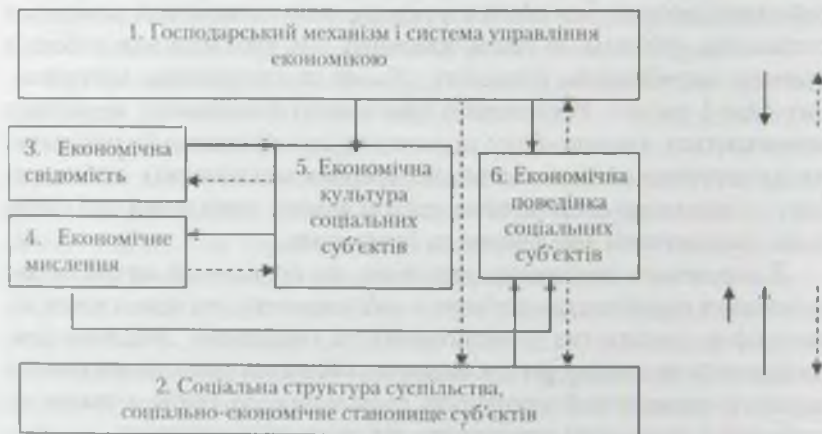 1. Господарський механізм і система управління
економікою
3. Економічна
свідомість
5. Економічна
культура
соціальних
суб'єктів
6. Економічна
поведінка
соціальних
суб'єктів
4. Економічне
мислення
2. Соціальна структура суспільства,
соціально-економічне становище суб'єктів